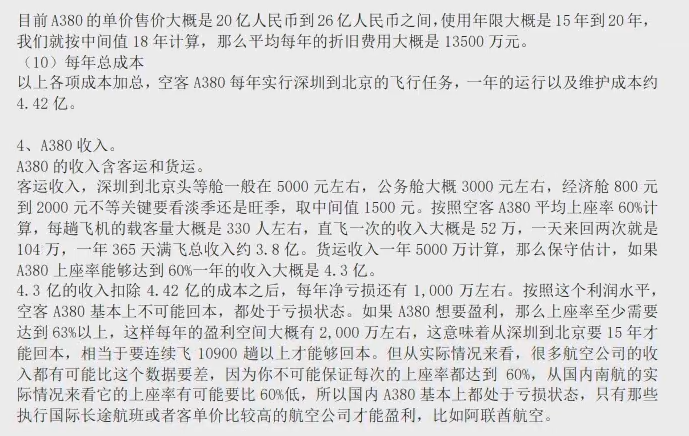 目前 A380 的单价售价大概是 20 亿人民币到 26 亿人民币之间，使用年限大概是 15 年到 20 年，
我们就按中间值 18 年计算，那么平均每年的折旧费用大概是 13500 万元。
（10）每年总成本
以上各项成本加总，空客 A380 每年实行深圳到北京的飞行任务，一年的运行以及维护成本约
4.42 亿。
4、A380 收入。
A380 的收入含客运和货运。
客运收入，深圳到北京头等舱一般在 5000 元左右，公务舱大概 3000 元左右，经济舱 800 元
到 2000 元不等关键要看淡季还是旺季，取中间值 1500 元。按照空客 A380 平均上座率 60%计
算，每趟飞机的载客量大概是 330 人左右，直飞一次的收入大概是 52 万，一天来回两次就是
104 万，一年 365 天满飞总收入约 3.8 亿。货运收入一年 5000 万计算，那么保守估计，如果
A380 上座率能够达到 60%一年的收入大概是 4.3 亿。
4.3 亿的收入扣除 4.42 亿的成本之后，每年净亏损还有 1,000 万左右。按照这个利润水平，
空客 A380 基本上不可能回本，都处于亏损状态。如果 A380 想要盈利，那么上座率至少需要
达到 63%以上，这样每年的盈利空间大概有 2,000 万左右，这意味着从深圳到北京要 15 年才
能回本，相当于要连续飞 10900 趟以上才能够回本。但从实际情况来看，很多航空公司的收
入都有可能比这个数据要差，因为你不可能保证每次的上座率都达到 60%，从国内南航的实
际情况来看它的上座率有可能要比 60%低，所以国内 A380 基本上都处于亏损状态，只有那些
执行国际长途航班或者客单价比较高的航空公司才能盈利，比如阿联酋航空。